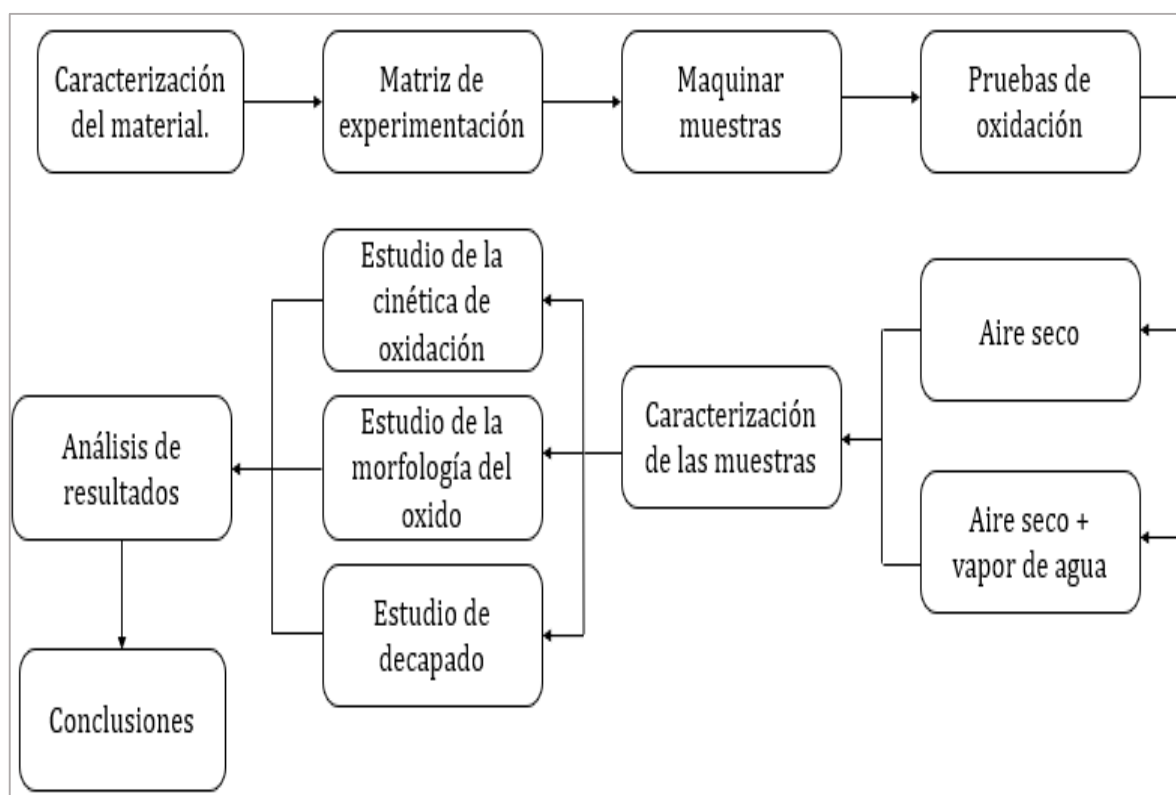 Caracterización
del material.
Matriz de
experimentación
Maquinar
muestras
Pruebas de
oxidación
Aire seco
Aire seco +
vapor de agua
Caracterización
de las muestras
Estudio de la
cinética de
oxidación
Estudio de la
morfología del
oxido
Estudio de
decapado
Análisis de
resultados
Conclusiones